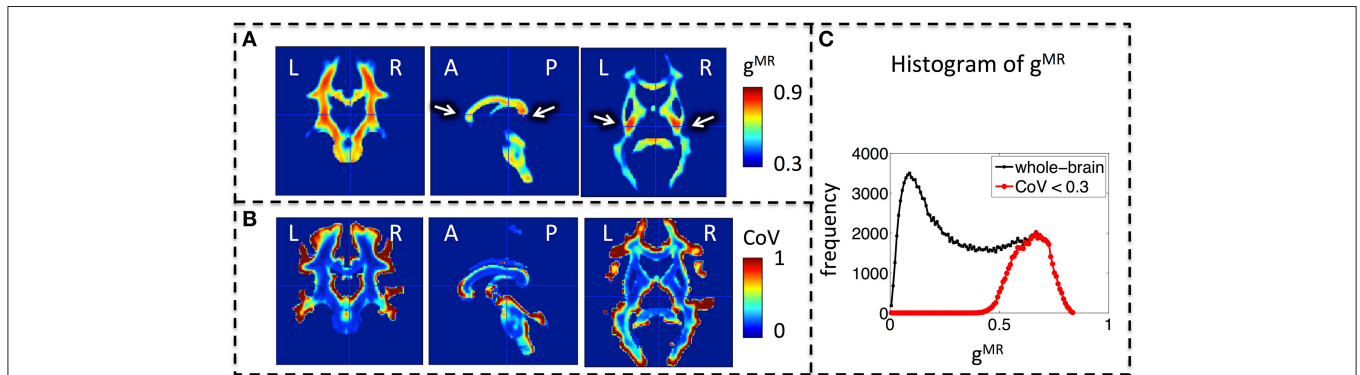 A
L R
A P
L R
g^MR
0.9
0.3
B
L R
A P
L R
CoV
1
0
C
Histogram of g^MR
4000
3000
2000
1000
0
frequency
whole-brain
CoV < 0.3
0 0.5 1
g^MR